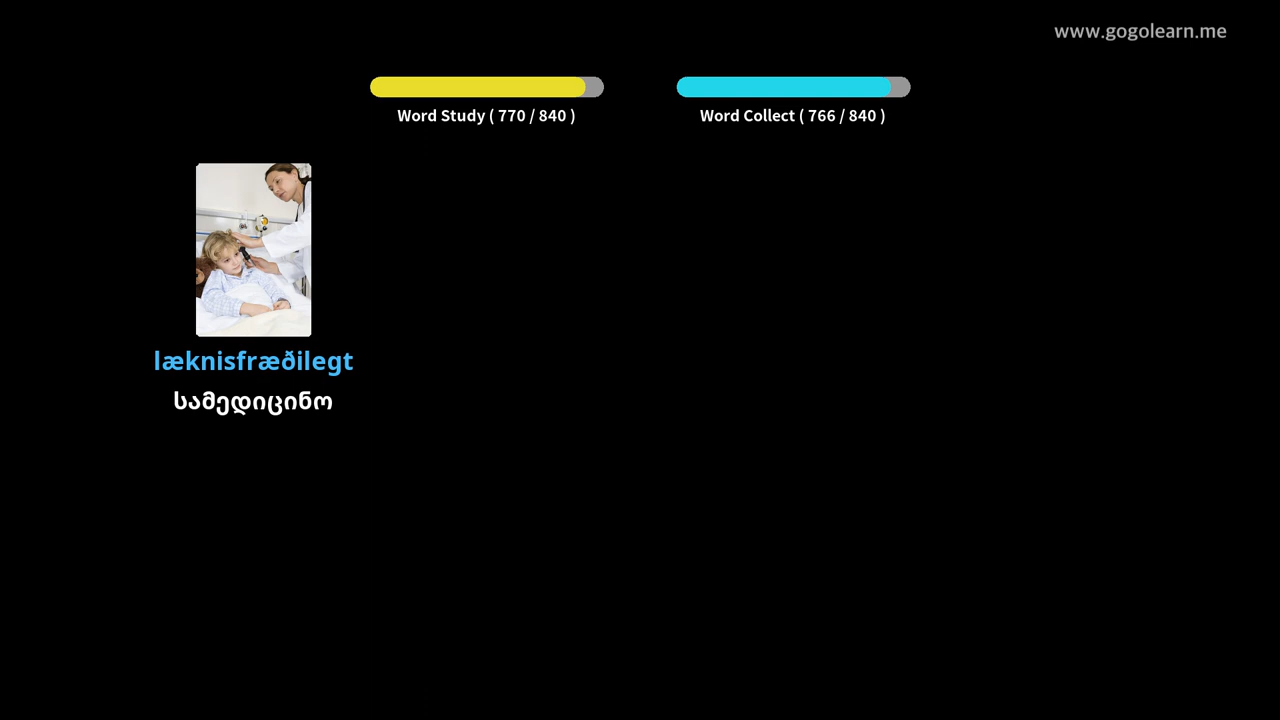 www.gogolearn.me
Word Study ( 770 / 840 )
Word Collect ( 766 / 840 )
læknisfræðilegt
სამედიცინო